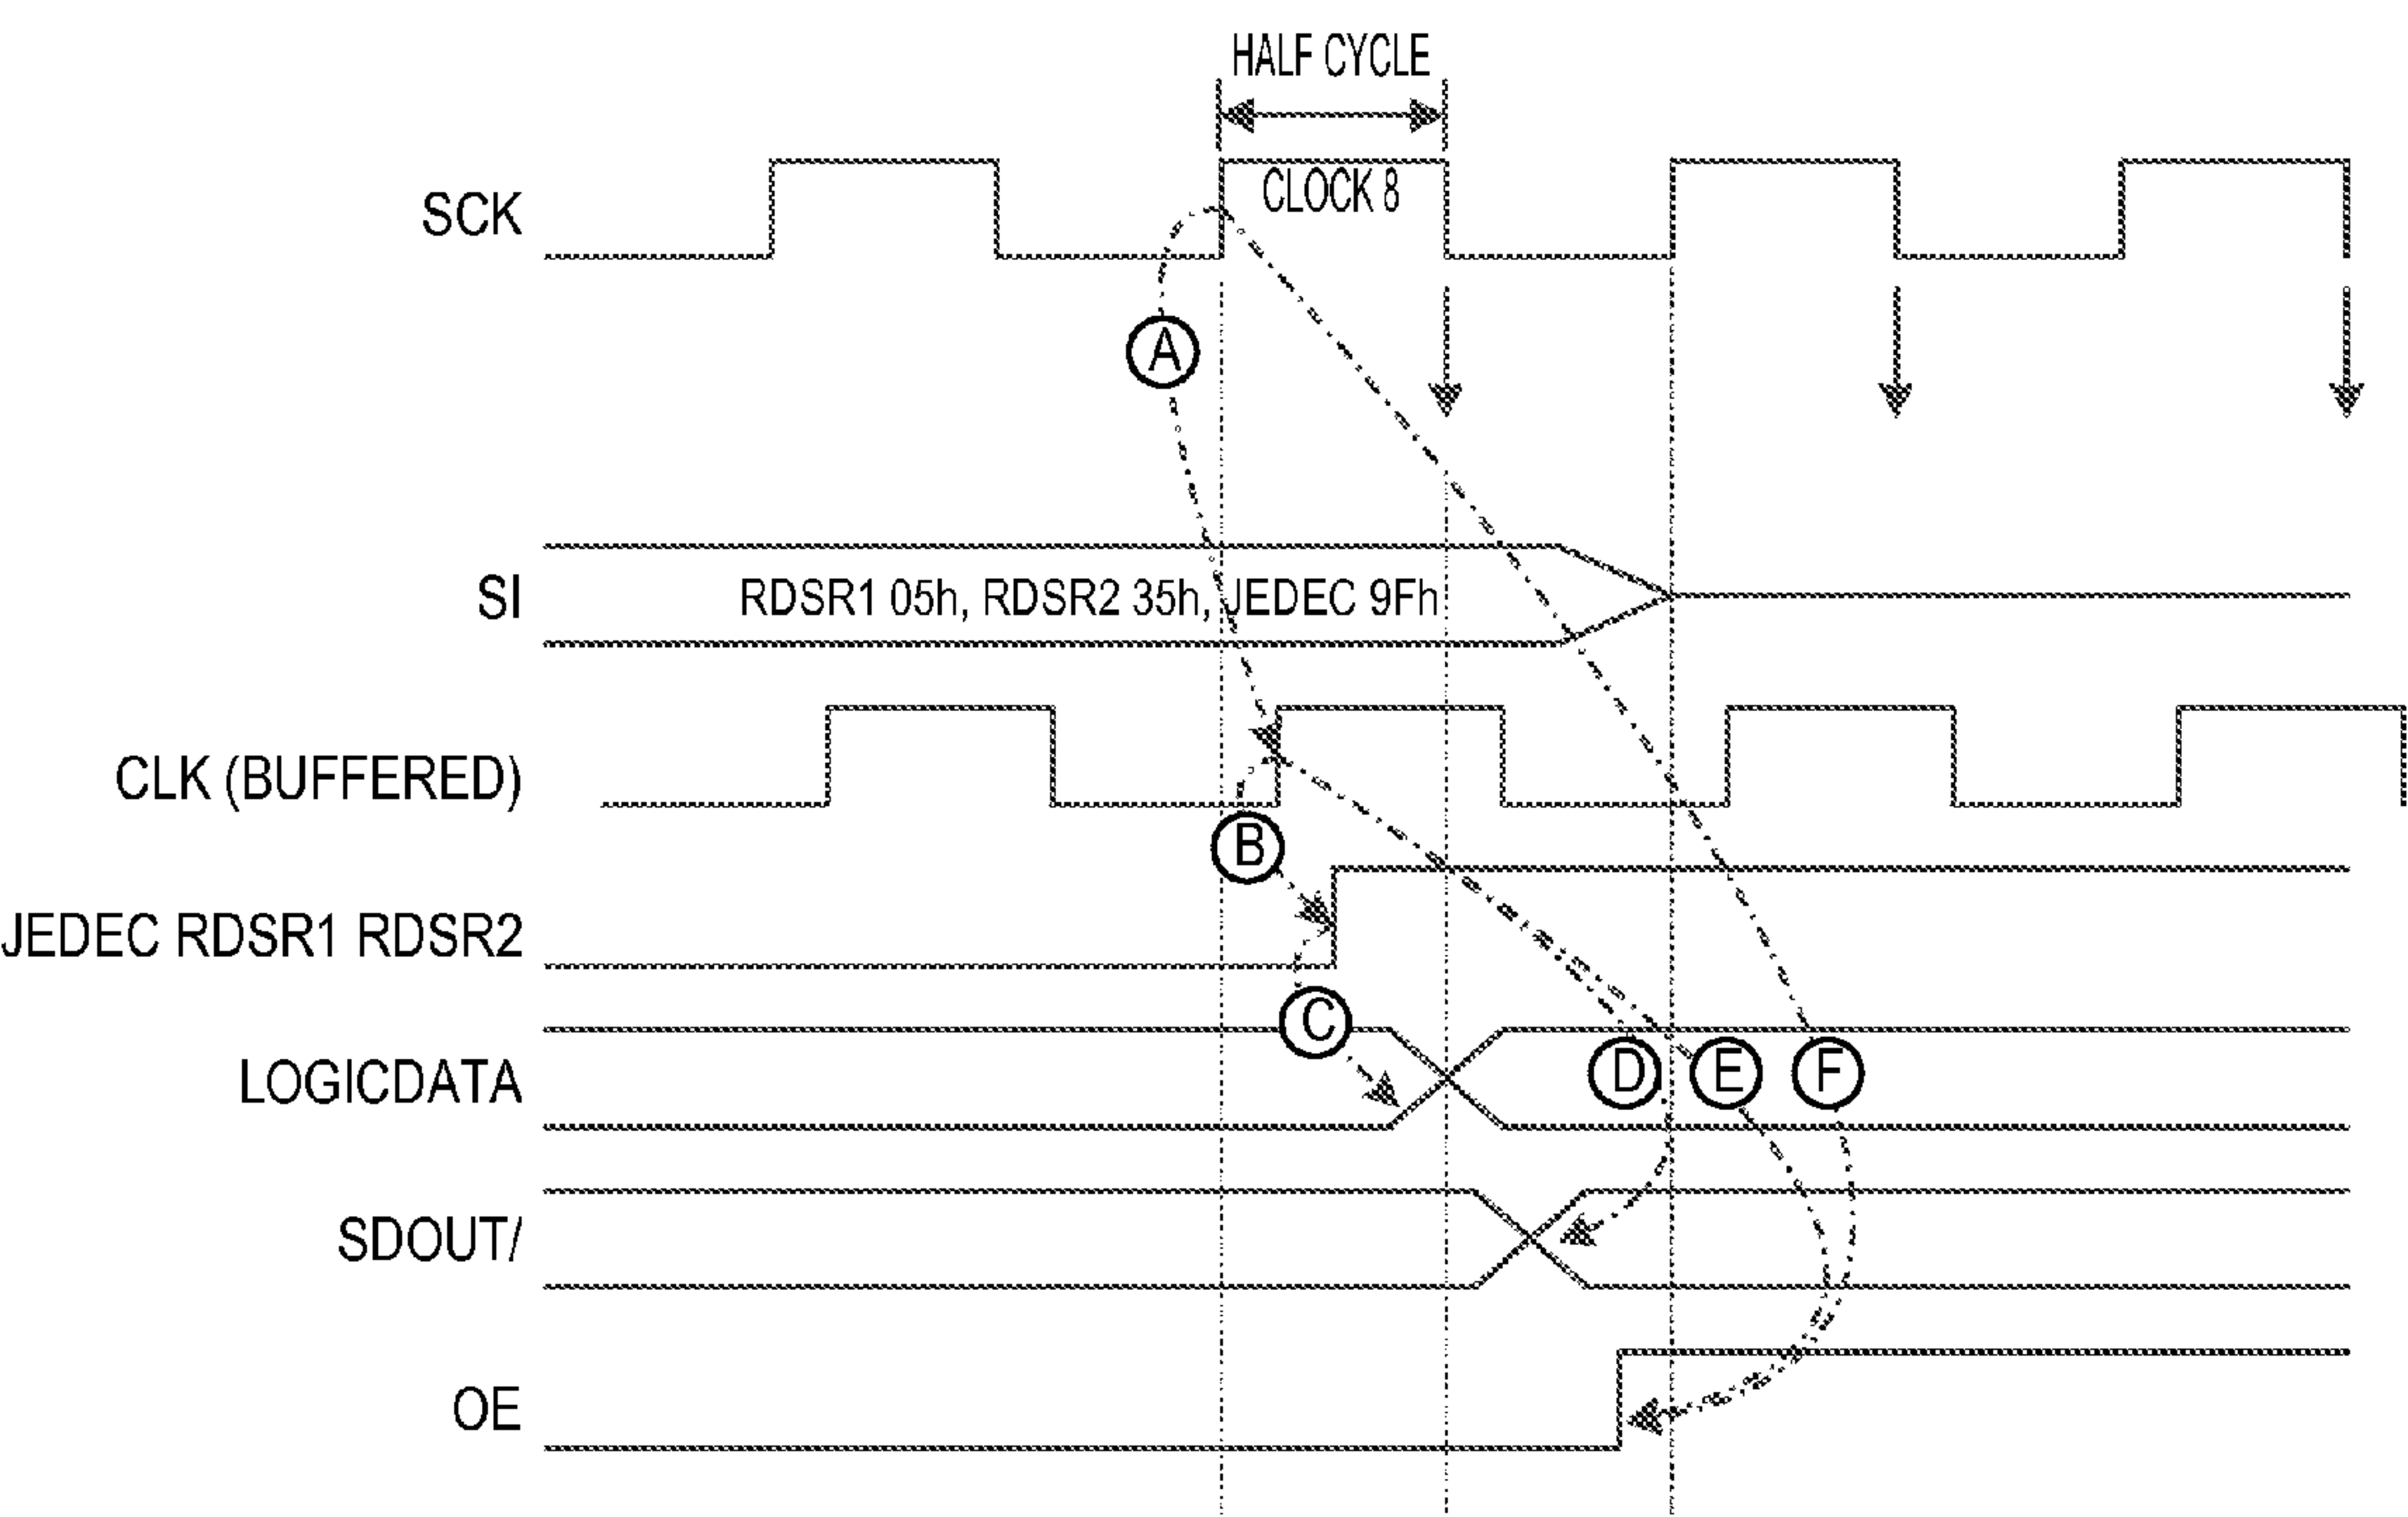 HALF CYCLE
SCK
CLOCK 8
A
SI
RDSR1 05h, RDSR2 35h, JEDEC 9Fh
CLK (BUFFERED)
B
JEDEC RDSR1 RDSR2
C
LOGICDATA
D E F
SDOUT/
OE